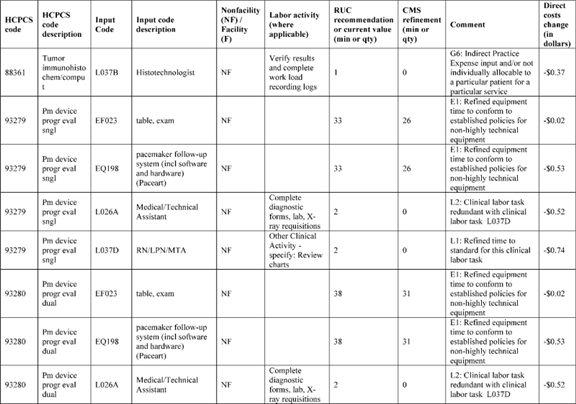 HCPCS code | HCPCS code description | Input Code | Input code description | Nonfacility (NF) / Facility (F) | Labor activity (where applicable) | RUC recommendation or current value (min or qty) | CMS refinement (min or qty) | Comment | Direct costs change (in dollars)
88361 | Tumor immunohisto chem/comput | L037B | Histotechnologist | NF | Verify results and complete work load recording logs | 1 | 0 | G6: Indirect Practice Expense input and/or not individually allocable to a particular patient for a particular service | -$0.37
93279 | Pm device progr eval sngl | EF023 | table, exam | NF | | 33 | 26 | E1: Refined equipment time to conform to established policies for non-highly technical equipment | -$0.02
93279 | Pm device progr eval sngl | EQ198 | pacemaker follow-up system (incl software and hardware) (Paceart) | NF | | 33 | 26 | E1: Refined equipment time to conform to established policies for non-highly technical equipment | -$0.53
93279 | Pm device progr eval sngl | L026A | Medical/Technical Assistant | NF | Complete diagnostic forms, lab, X-ray requisitions | 2 | 0 | L2: Clinical labor task redundant with clinical labor task L037D | -$0.52
93279 | Pm device progr eval sngl | L037D | RN/LPN/MTA | NF | Other Clinical Activity - specify: Review charts | 2 | 0 | L1: Refined time to standard for this clinical labor task | -$0.74
93280 | Pm device progr eval dual | EF023 | table, exam | NF | | 38 | 31 | E1: Refined equipment time to conform to established policies for non-highly technical equipment | -$0.02
93280 | Pm device progr eval dual | EQ198 | pacemaker follow-up system (incl software and hardware) (Paceart) | NF | | 38 | 31 | E1: Refined equipment time to conform to established policies for non-highly technical equipment | -$0.53
93280 | Pm device progr eval dual | L026A | Medical/Technical Assistant | NF | Complete diagnostic forms, lab, X-ray requisitions | 2 | 0 | L2: Clinical labor task redundant with clinical labor task L037D | -$0.52